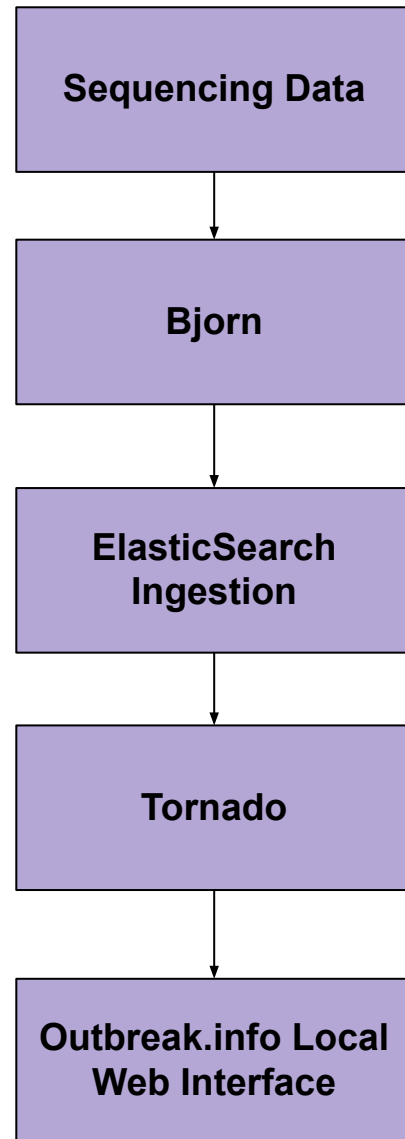 Sequencing Data
Bjorn
ElasticSearch
Ingestion
Tornado
Outbreak.info Local
Web Interface